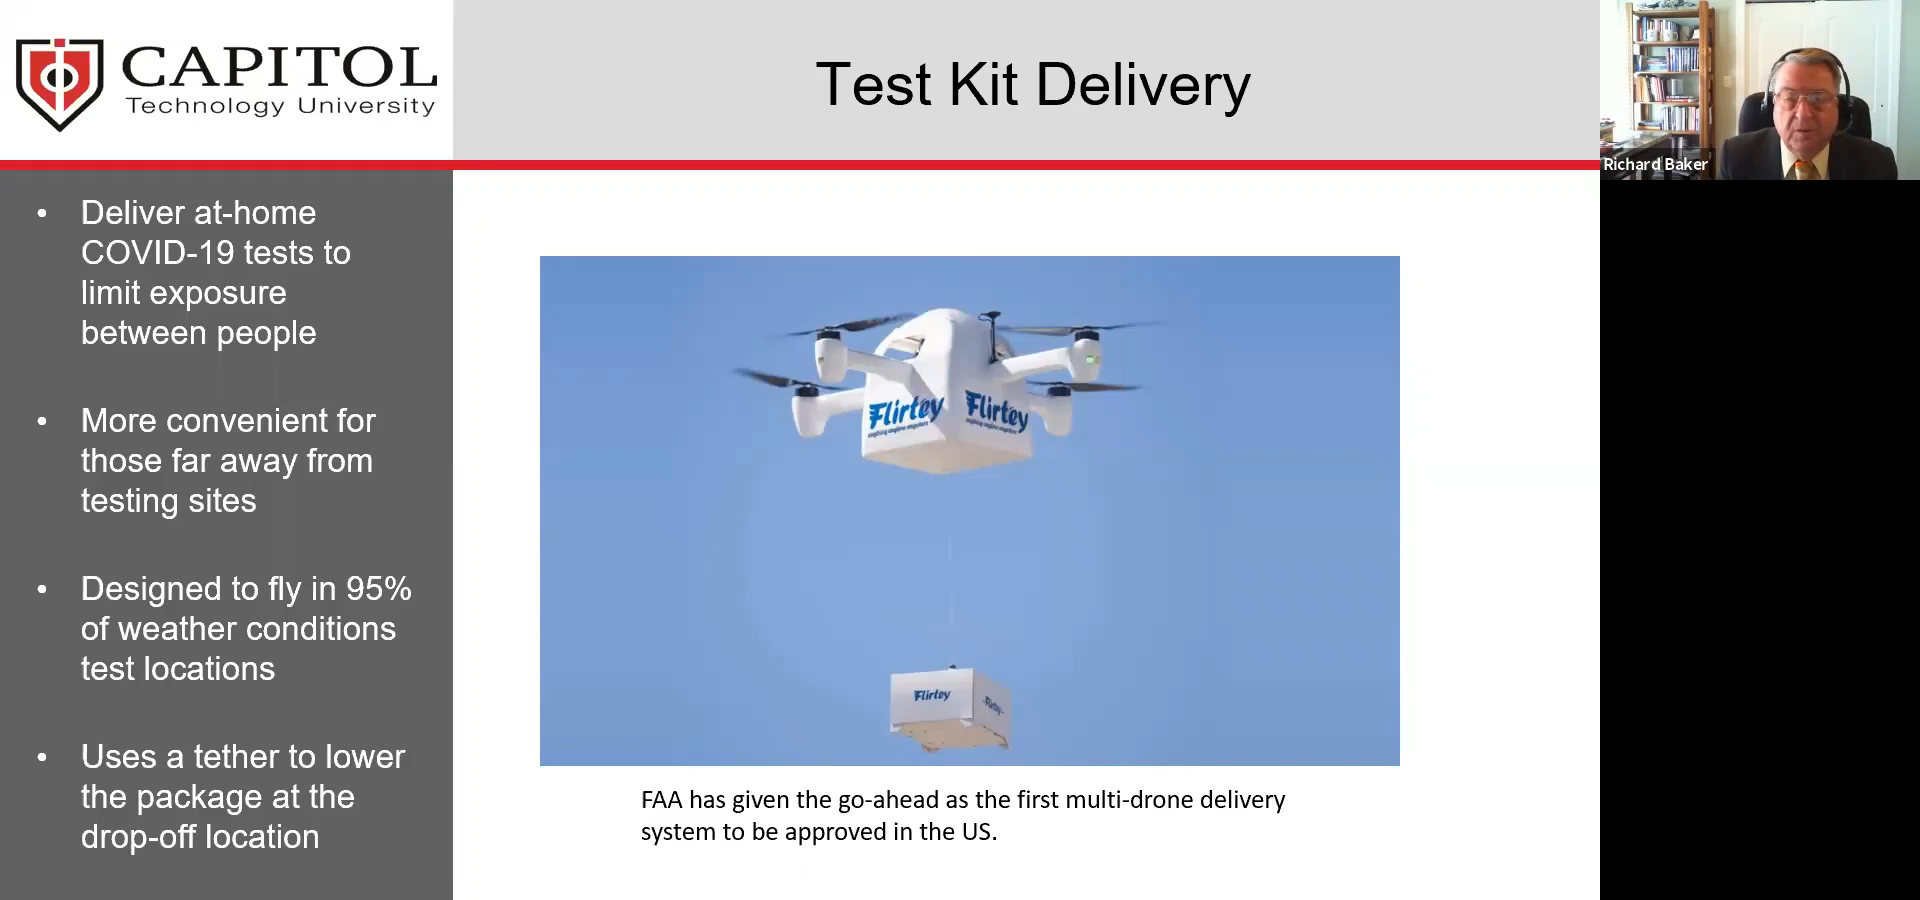 CAPITOL
Technology University
Test Kit Delivery
Richard Baker
• Deliver at-home
COVID-19 tests to
limit exposure
between people
• More convenient for
those far away from
testing sites
• Designed to fly in 95%
of weather conditions
test locations
• Uses a tether to lower
the package at the
drop-off location
Flirtey
Flirtey
Flirtey
Flirtey
FAA has given the go-ahead as the first multi-drone delivery
system to be approved in the US.